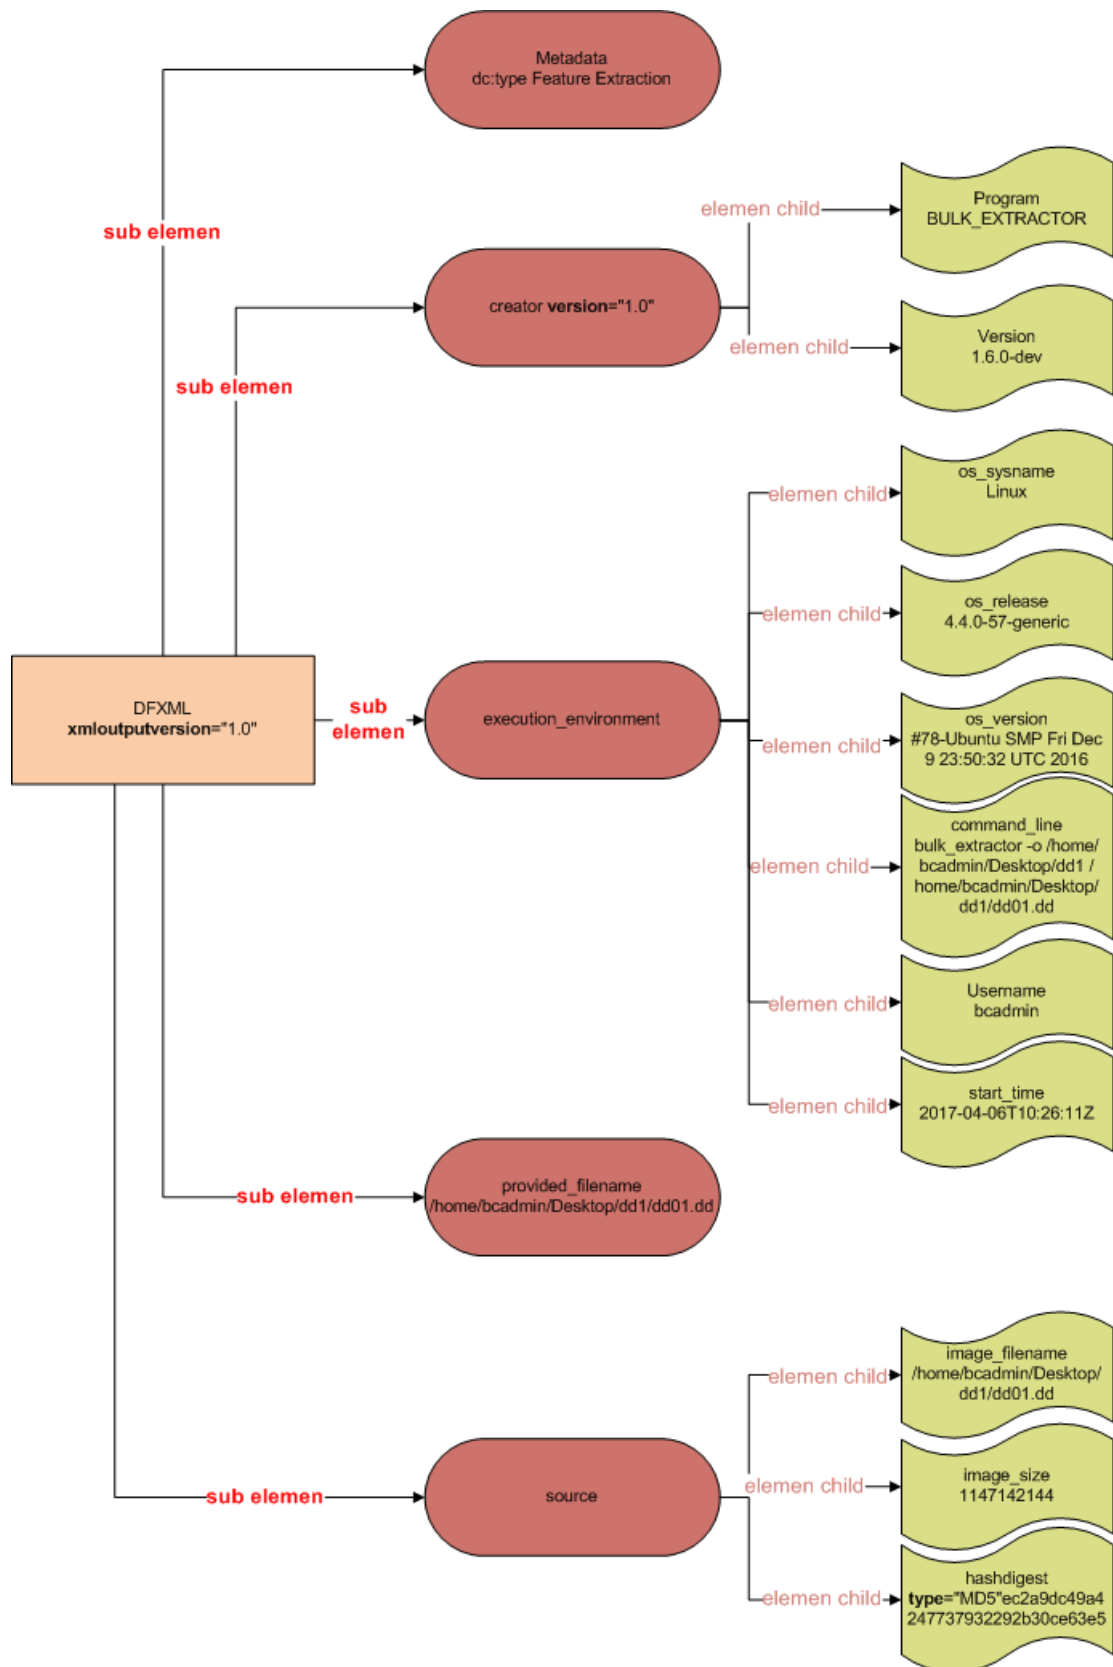 Metadata
dc:type Feature Extraction
sub elemen
elemen child
Program
BULK_EXTRACTOR
creator version="1.0"
elemen child
Version
1.6.0-dev
sub elemen
elemen child
os_sysname
Linux
elemen child
os_release
4.4.0-57-generic
DFXML
xmloutputversion="1.0"
sub
elemen
execution_environment
elemen child
os_version
#78-Ubuntu SMP Fri Dec
9 23:50:32 UTC 2016
elemen child
command_line
bulk_extractor -o /home/
bcadmin/Desktop/dd1 /
home/bcadmin/Desktop/
dd1/dd01.dd
elemen child
Username
bcadmin
elemen child
start_time
2017-04-06T10:26:11Z
sub elemen
provided_filename
/home/bcadmin/Desktop/dd1/dd01.dd
elemen child
image_filename
/home/bcadmin/Desktop/
dd1/dd01.dd
sub elemen
source
elemen child
image_size
1147142144
elemen child
hashdigest
type="MD5"ec2a9dc49a4
247737932292b30ce63e5